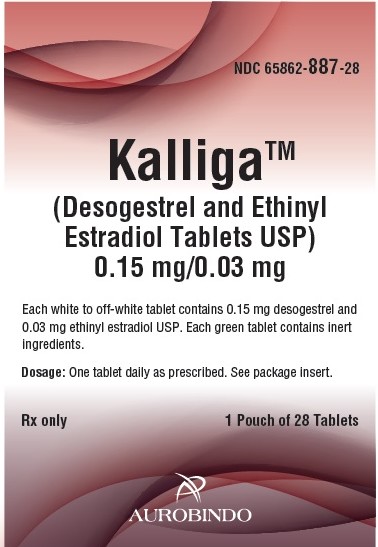 NDC 65862-887-28
Kalliga™
(Desogestrel and Ethinyl
Estradiol Tablets USP)
0.15 mg/0.03 mg
Each white to off-white tablet contains 0.15 mg desogestrel and
0.03 mg ethinyl estradiol USP. Each green tablet contains inert
ingredients.
Dosage: One tablet daily as prescribed. See package insert.
Rx only 1 Pouch of 28 Tablets
AUROBINDO